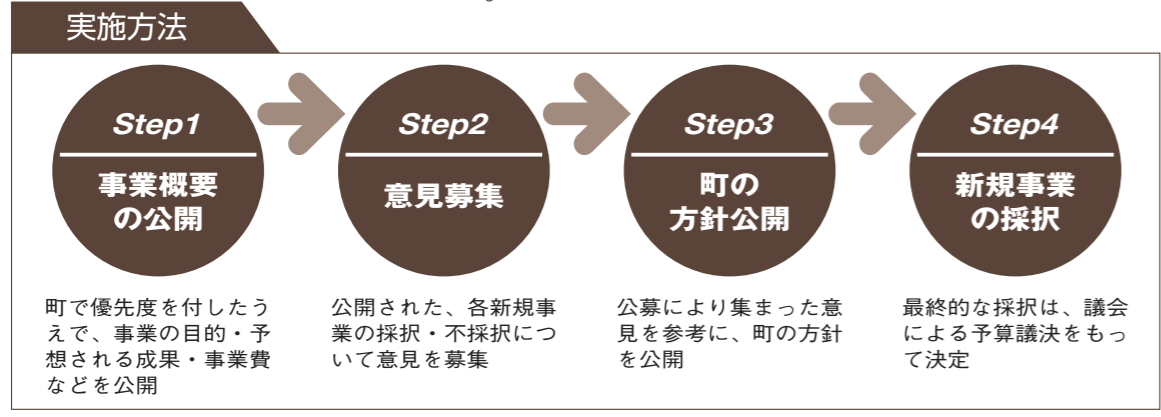 実施方法
Step1
事業概要
の公開
町で優先度を付したう
えで、事業の目的・予
想される成果・事業費
などを公開
Step2
意見募集
公開された、各新規事
業の採択・不採択につ
いて意見を募集
Step3
町の
方針公開
公募により集まった意
見を参考に、町の方針
を公開
Step4
新規事業
の採択
最終的な採択は、議会
による予算議決をもっ
て決定